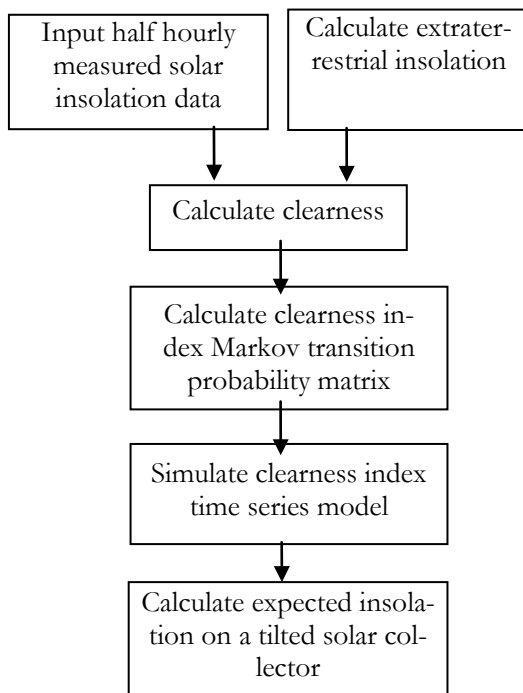 Input half hourly
measured solar
insolation data
Calculate extrater-
restrial insolation
Calculate clearness
Calculate clearness in-
dex Markov transition
probability matrix
Simulate clearness index
time series model
Calculate expected insola-
tion on a tilted solar col-
lector